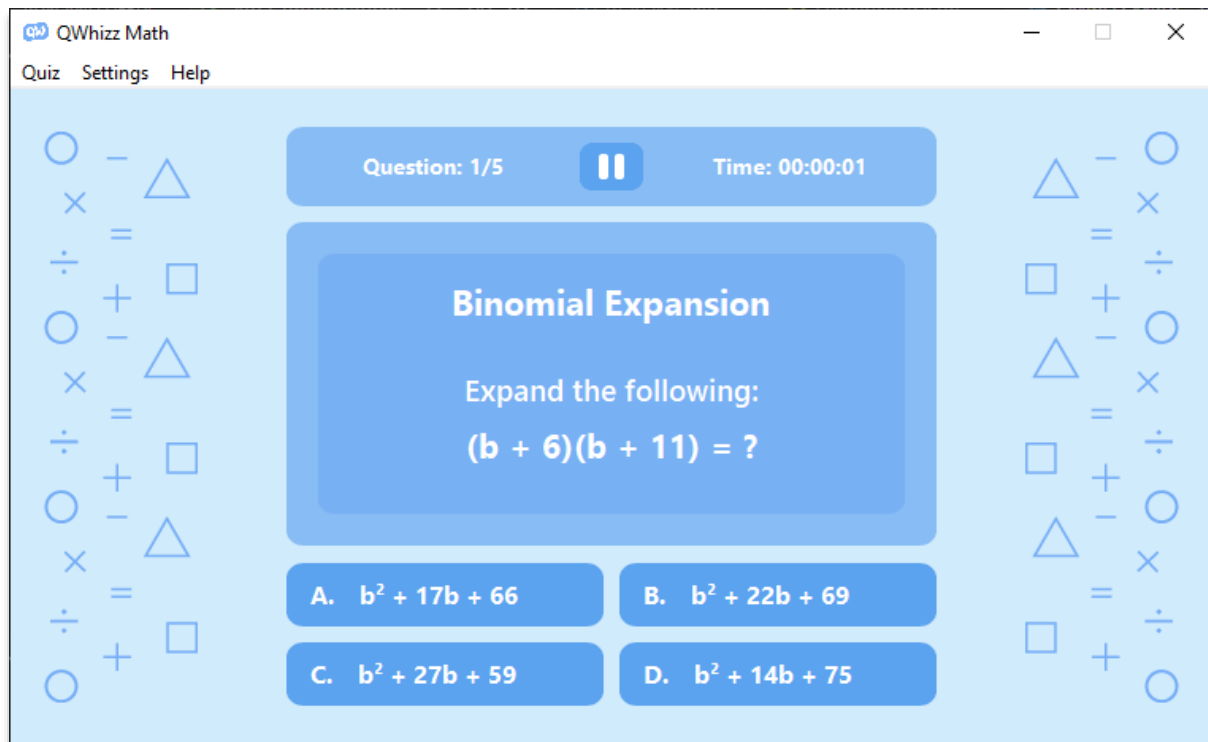 QW QWhizz Math
Quiz Settings Help
Question: 1/5 Time: 00:00:01
Binomial Expansion
Expand the following:
(b + 6)(b + 11) = ?
A. b² + 17b + 66 B. b² + 22b + 69
C. b² + 27b + 59 D. b² + 14b + 75